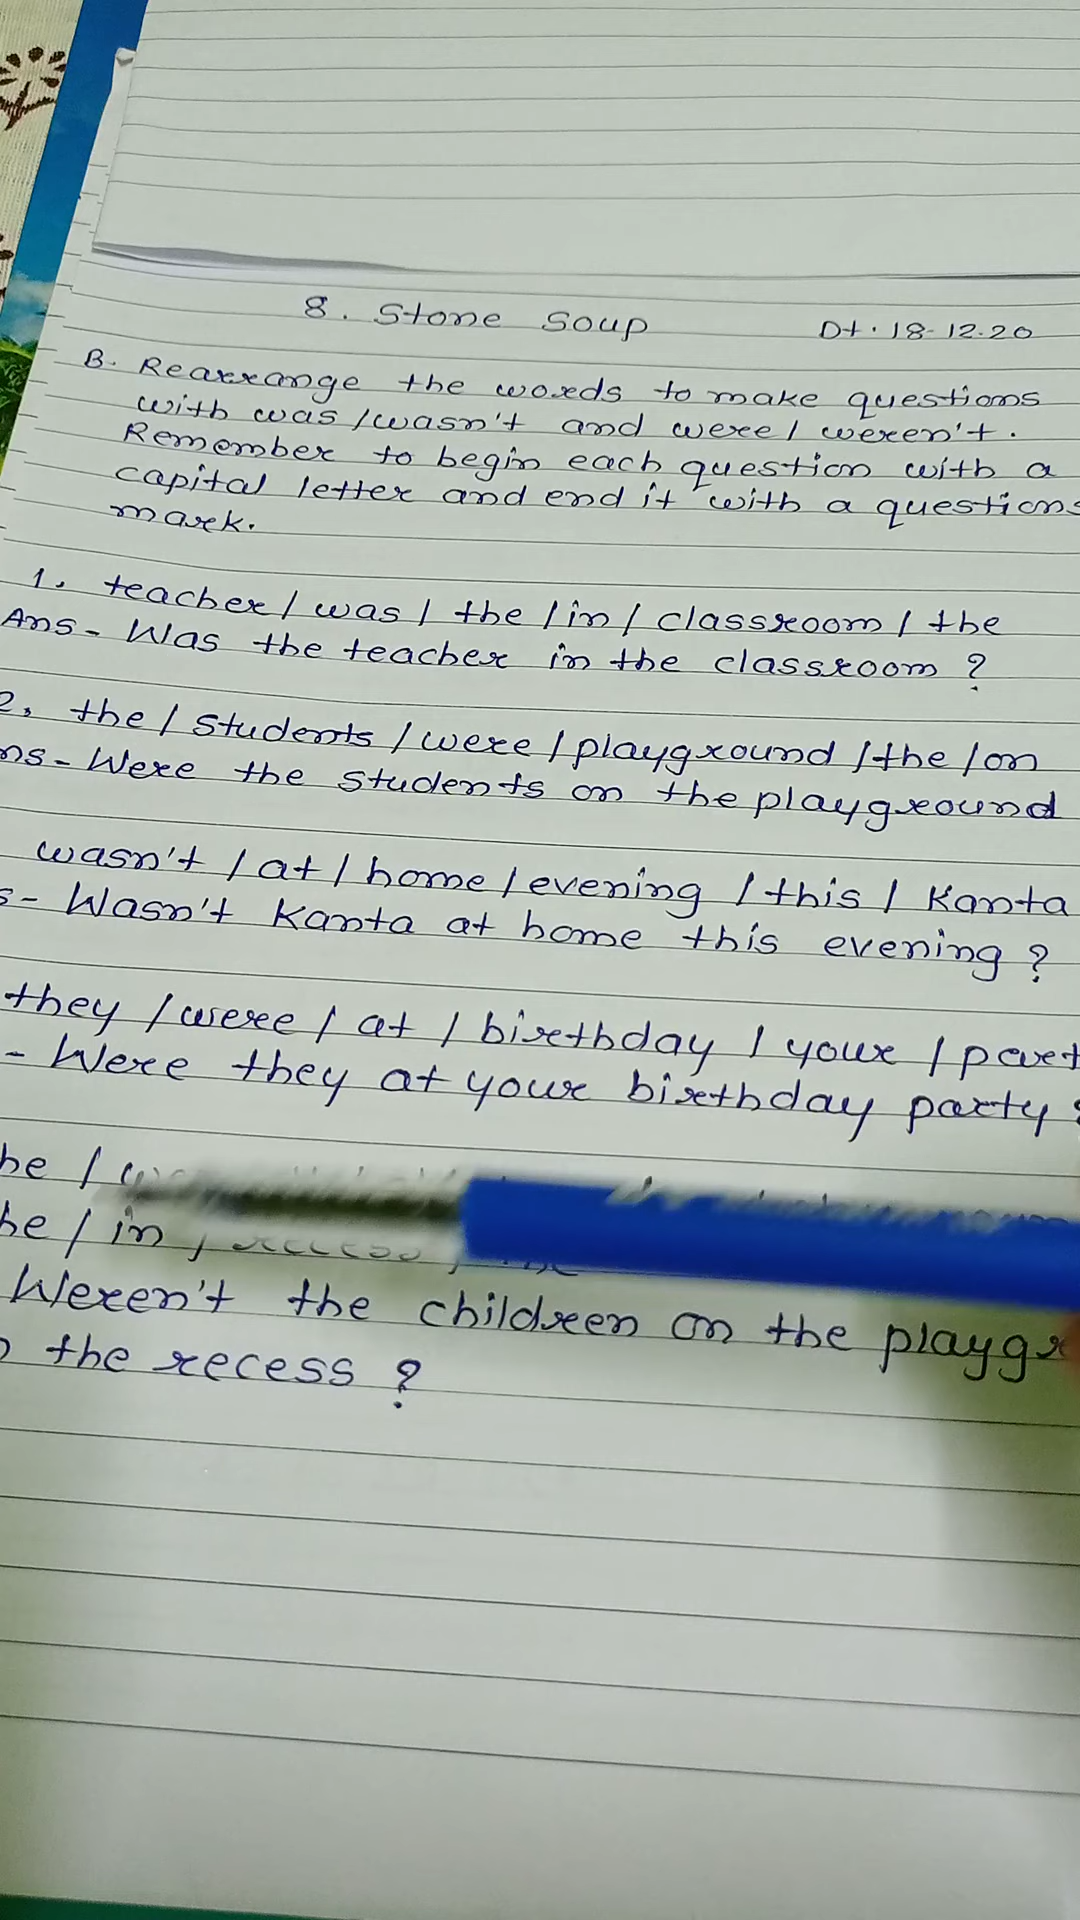 8. Stone Soup Dt. 18-12-20
B. Rearrange the words to make questions
with was / wasn't and were / weren't.
Remember to begin each question with a
capital letter and end it with a questions
mark.
1. teacher / was / the / in / classroom / the
Ans - Was the teacher in the classroom ?
2. the / students / were / playground / the / on
ns - Were the students on the playground
wasn't / at / home / evening / this / Kanta
s - Wasn't Kanta at home this evening ?
they / were / at / birthday / your / part
- Were they at your birthday party ?
he /
he / in /
Weren't the children on the playgr
the recess ?